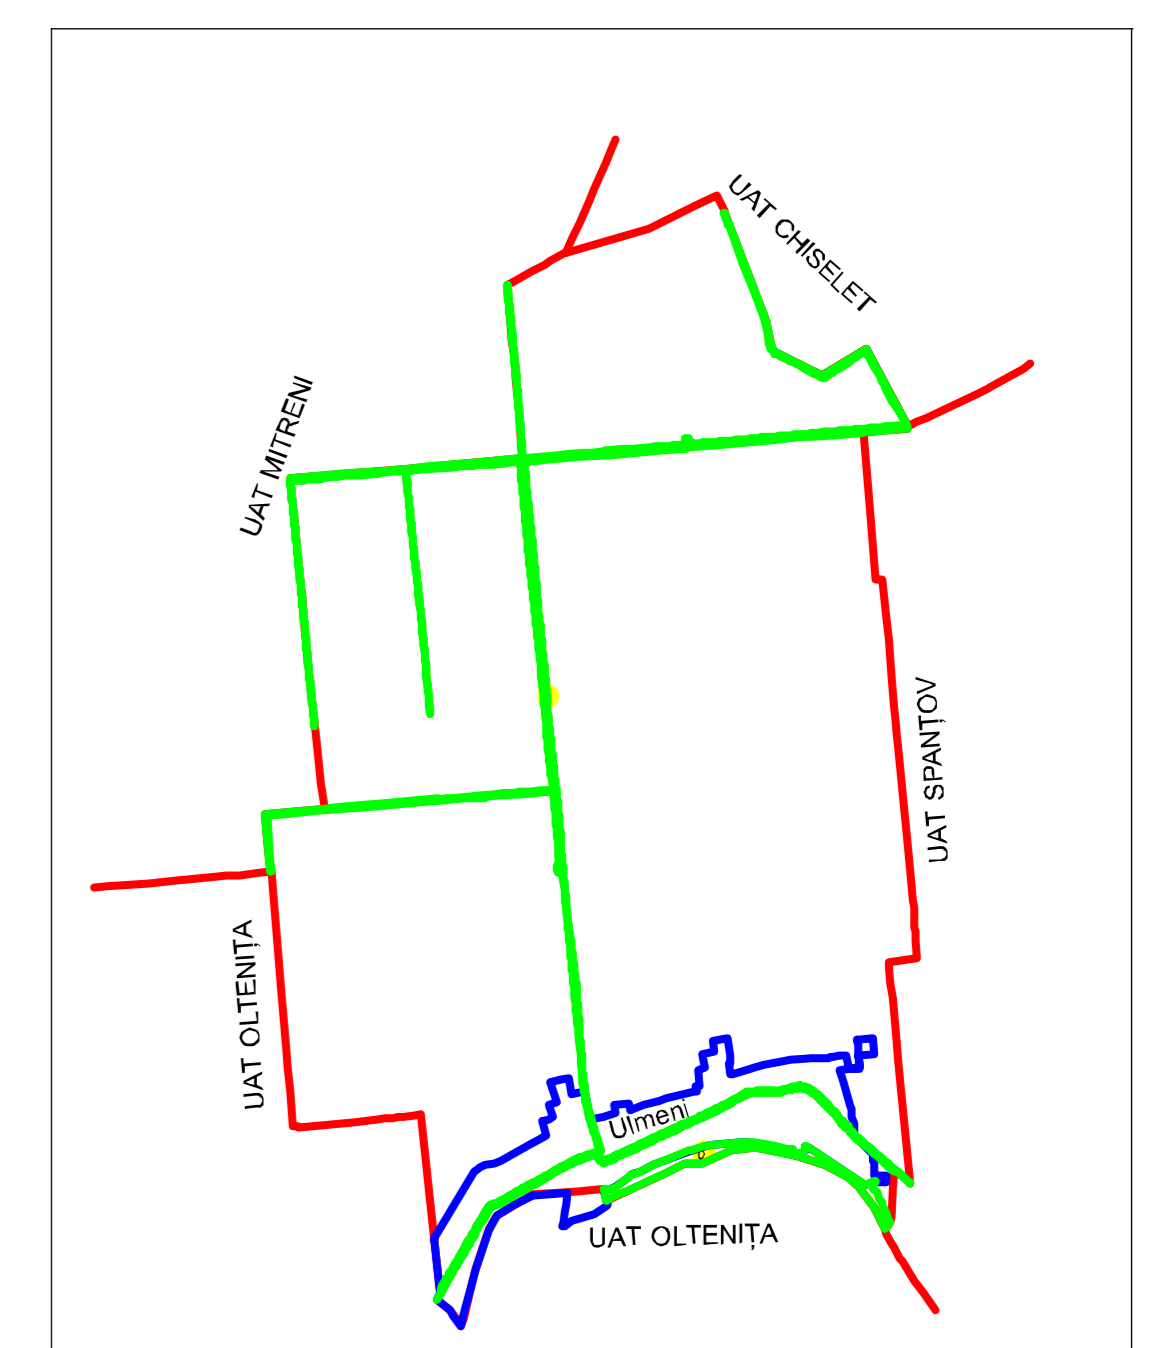 UAT CHISELET
UAT MITRENI
UAT SPANȚOV
UAT OLTENIȚA
Ulmeni
UAT OLTENIȚA